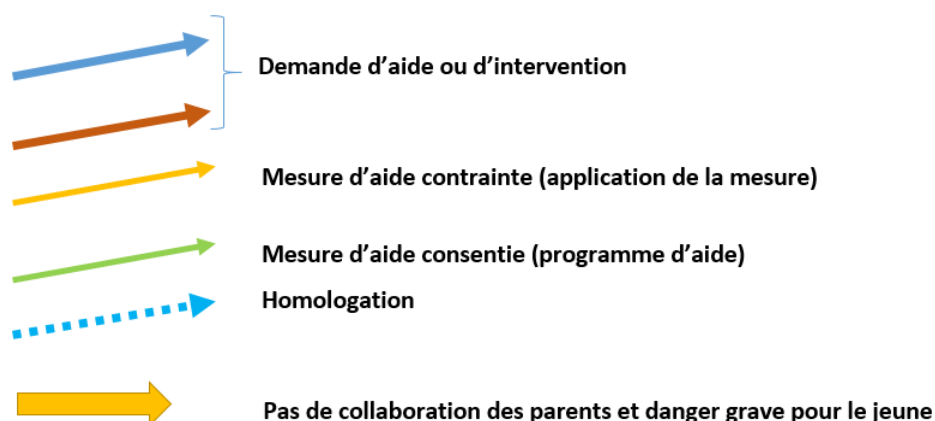 Demande d'aide ou d'intervention
Mesure d'aide contrainte (application de la mesure)
Mesure d'aide consentie (programme d'aide)
Homologation
Pas de collaboration des parents et danger grave pour le jeune